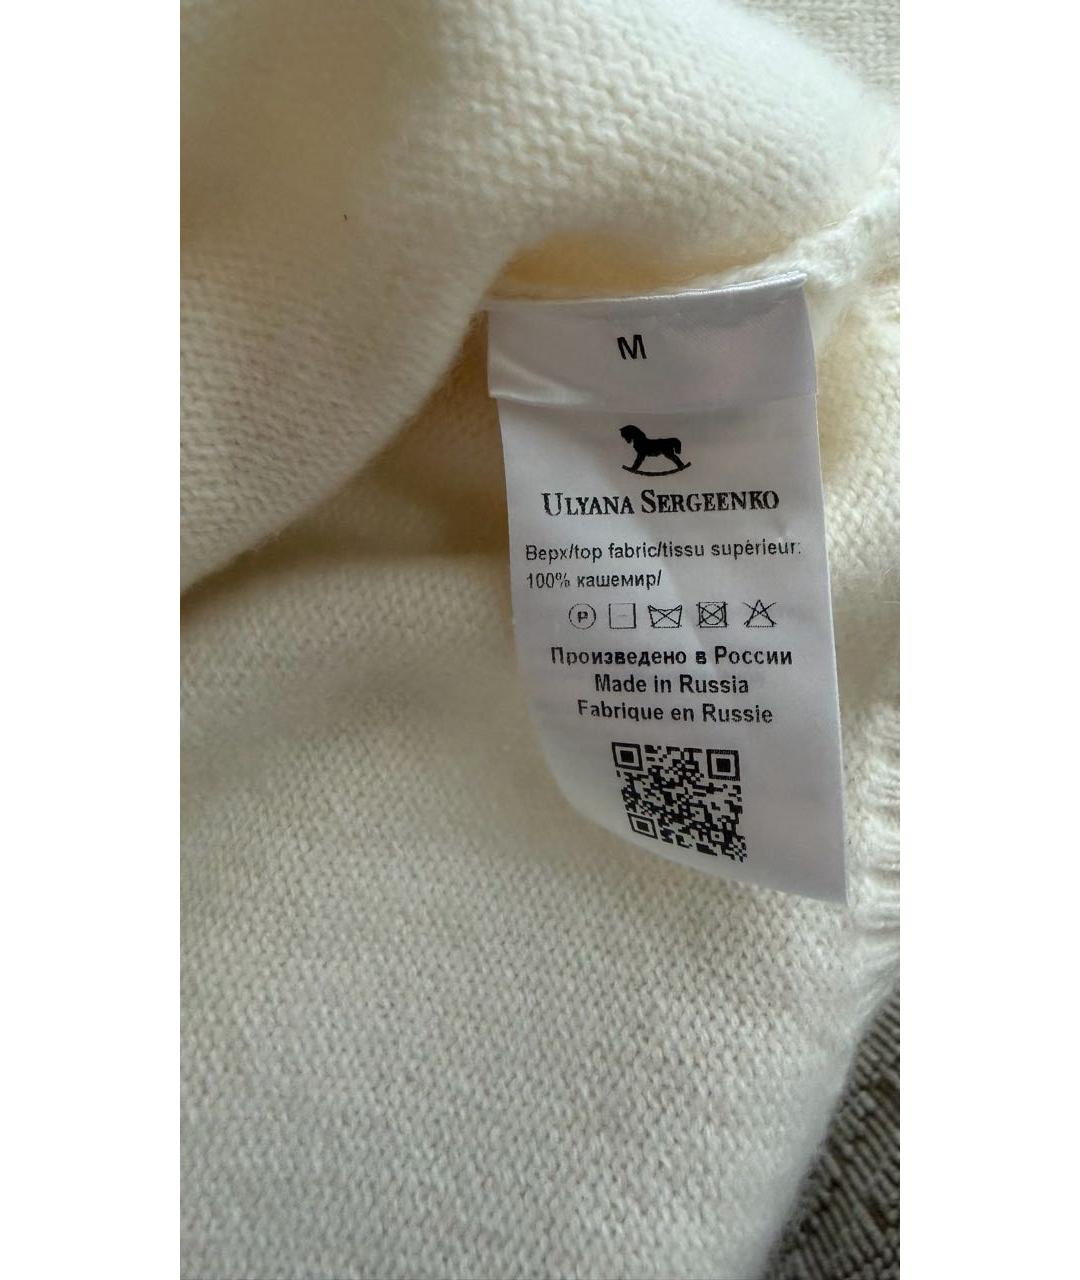 M
ULYANA SERGEENKO
Верх/top fabric/tissu supérieur:
100% кашемир/
P
Произведено в России
Made in Russia
Fabrique en Russie